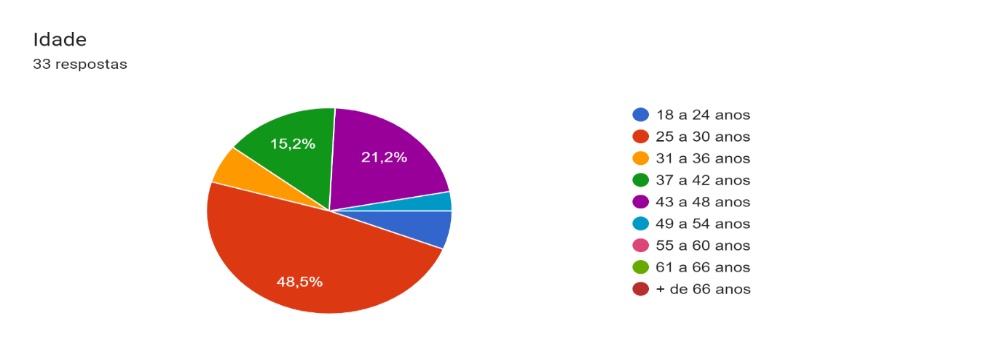 Idade
33 respostas
15,2%
21,2%
48,5%
18 a 24 anos
25 a 30 anos
31 a 36 anos
37 a 42 anos
43 a 48 anos
49 a 54 anos
55 a 60 anos
61 a 66 anos
+ de 66 anos